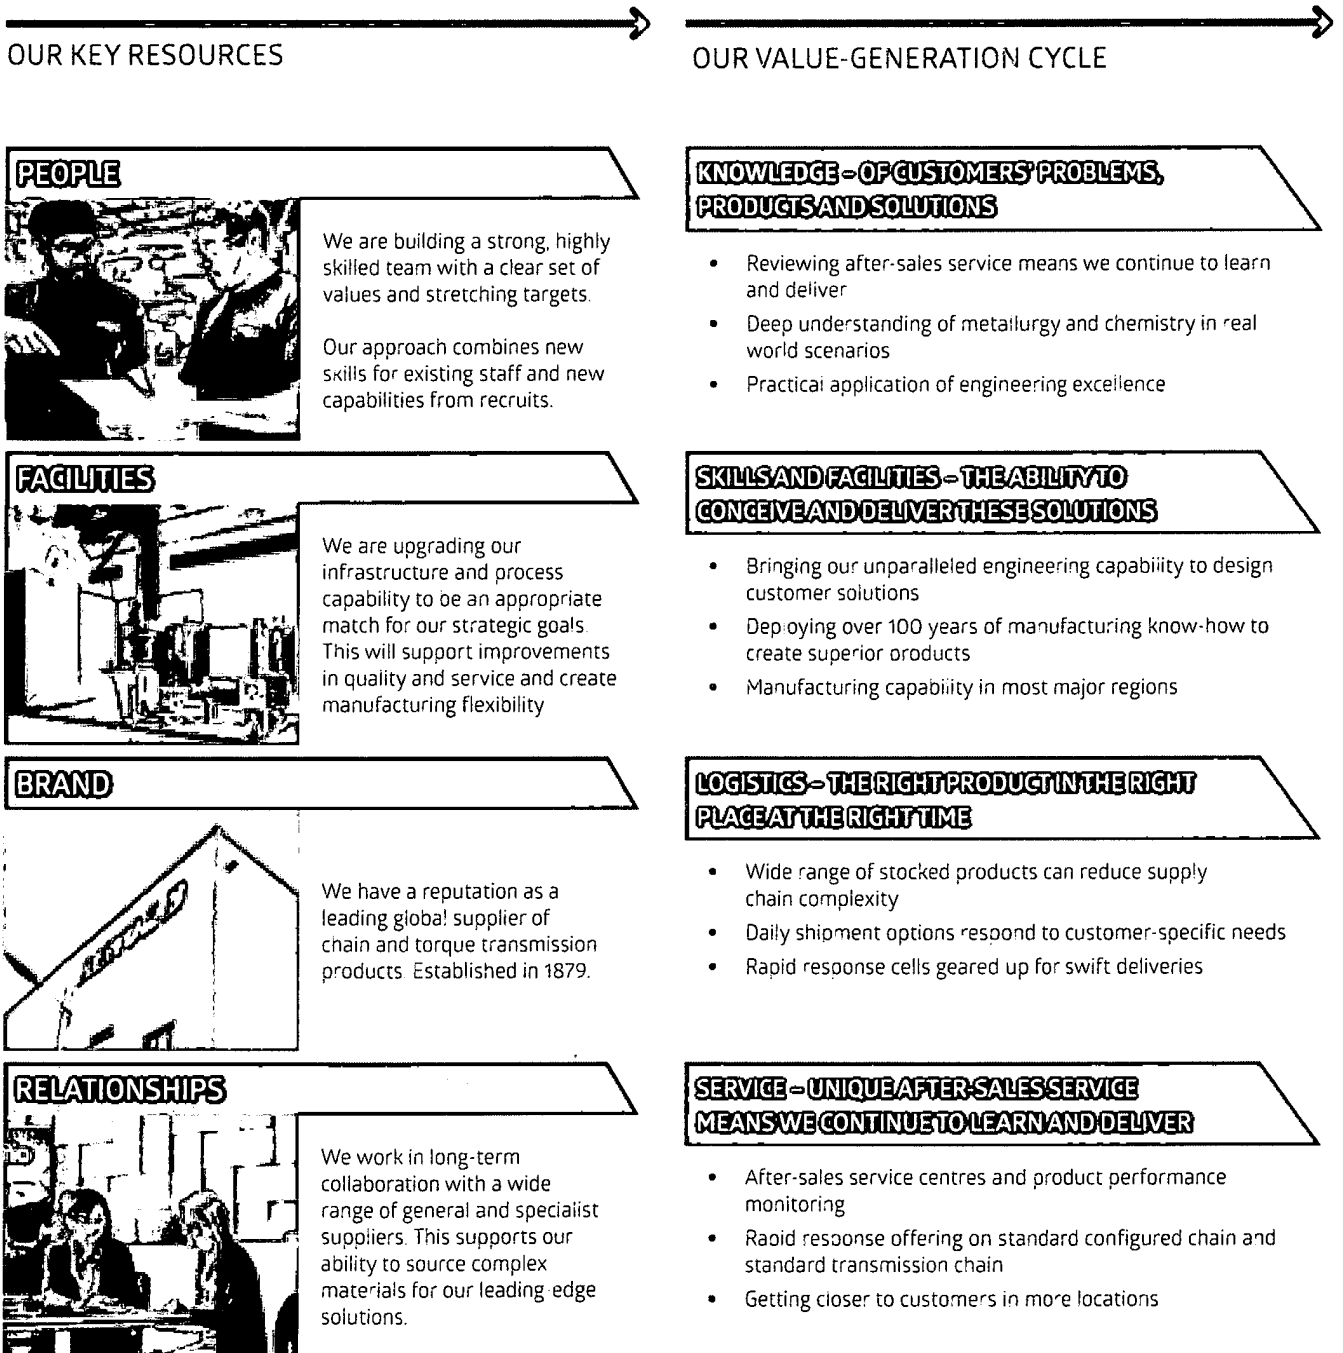 OUR KEY RESOURCES
PEOPLE
We are building a strong, highly
skilled team with a clear set of
values and stretching targets.
Our approach combines new
skills for existing staff and new
capabilities from recruits.
FACILITIES
We are upgrading our
infrastructure and process
capability to be an appropriate
match for our strategic goals.
This will support improvements
in quality and service and create
manufacturing flexibility
BRAND
We have a reputation as a
leading global supplier of
chain and torque transmission
products. Established in 1879.
RELATIONSHIPS
We work in long-term
collaboration with a wide
range of general and specialist
suppliers. This supports our
ability to source complex
materials for our leading-edge
solutions.
OUR VALUE-GENERATION CYCLE
KNOWLEDGE – OF CUSTOMERS' PROBLEMS,
PRODUCTS AND SOLUTIONS
• Reviewing after-sales service means we continue to learn
and deliver
• Deep understanding of metallurgy and chemistry in real
world scenarios
• Practical application of engineering excellence
SKILLS AND FACILITIES – THE ABILITY TO
CONCEIVE AND DELIVER THESE SOLUTIONS
• Bringing our unparalleled engineering capability to design
customer solutions
• Deploying over 100 years of manufacturing know-how to
create superior products
• Manufacturing capability in most major regions
LOGISTICS – THE RIGHT PRODUCT IN THE RIGHT
PLACE AT THE RIGHT TIME
• Wide range of stocked products can reduce supply
chain complexity
• Daily shipment options respond to customer-specific needs
• Rapid response cells geared up for swift deliveries
SERVICE – UNIQUE AFTER-SALES SERVICE
MEANS WE CONTINUE TO LEARN AND DELIVER
• After-sales service centres and product performance
monitoring
• Rapid response offering on standard configured chain and
standard transmission chain
• Getting closer to customers in more locations